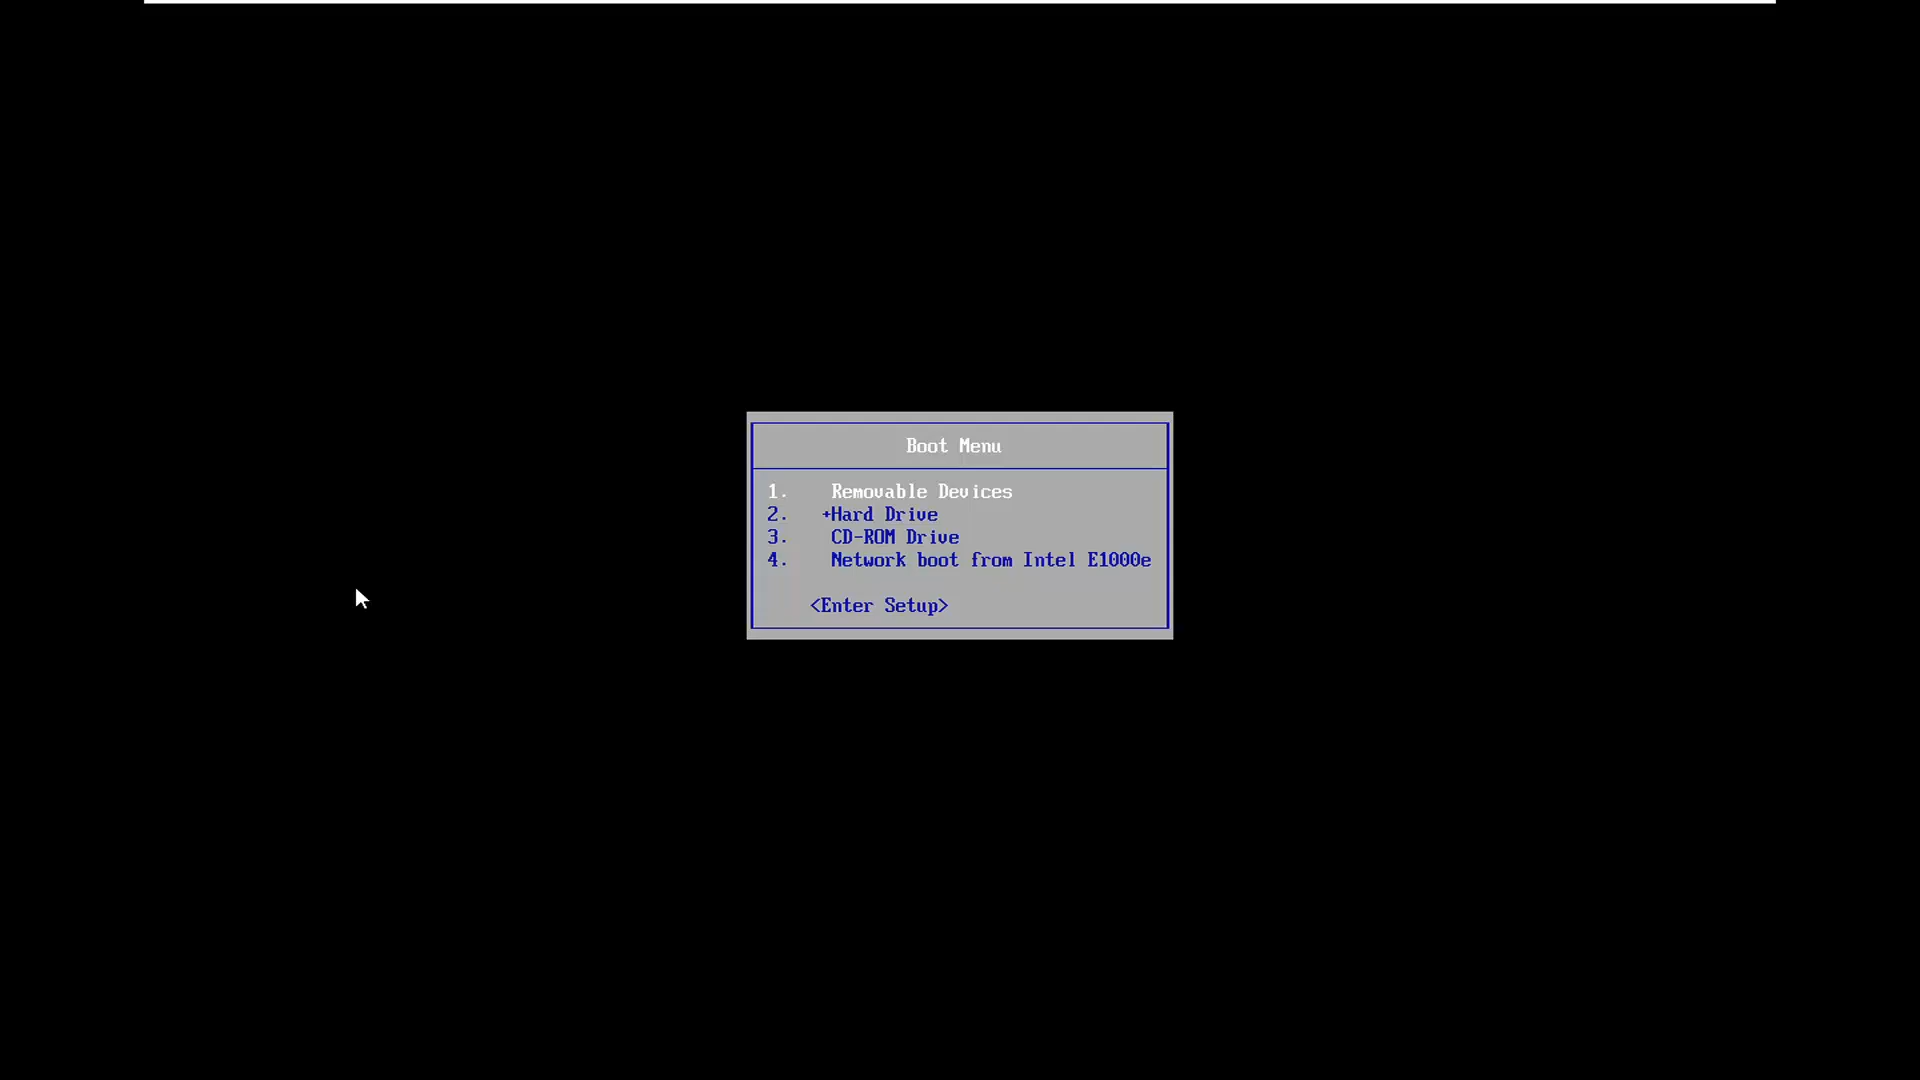 Boot Menu
1. Removable Devices
2. +Hard Drive
3. CD-ROM Drive
4. Network boot from Intel E1000e
<Enter Setup>